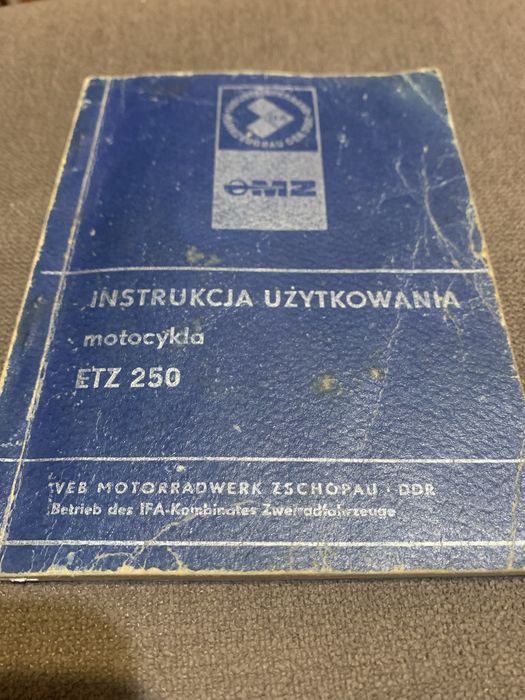 MZ
INSTRUKCJA UŻYTKOWANIA
motocykla
ETZ 250
VEB MOTORRADWERK ZSCHOPAU · DDR
Betrieb des IFA-Kombinates Zweiradfahrzeuge